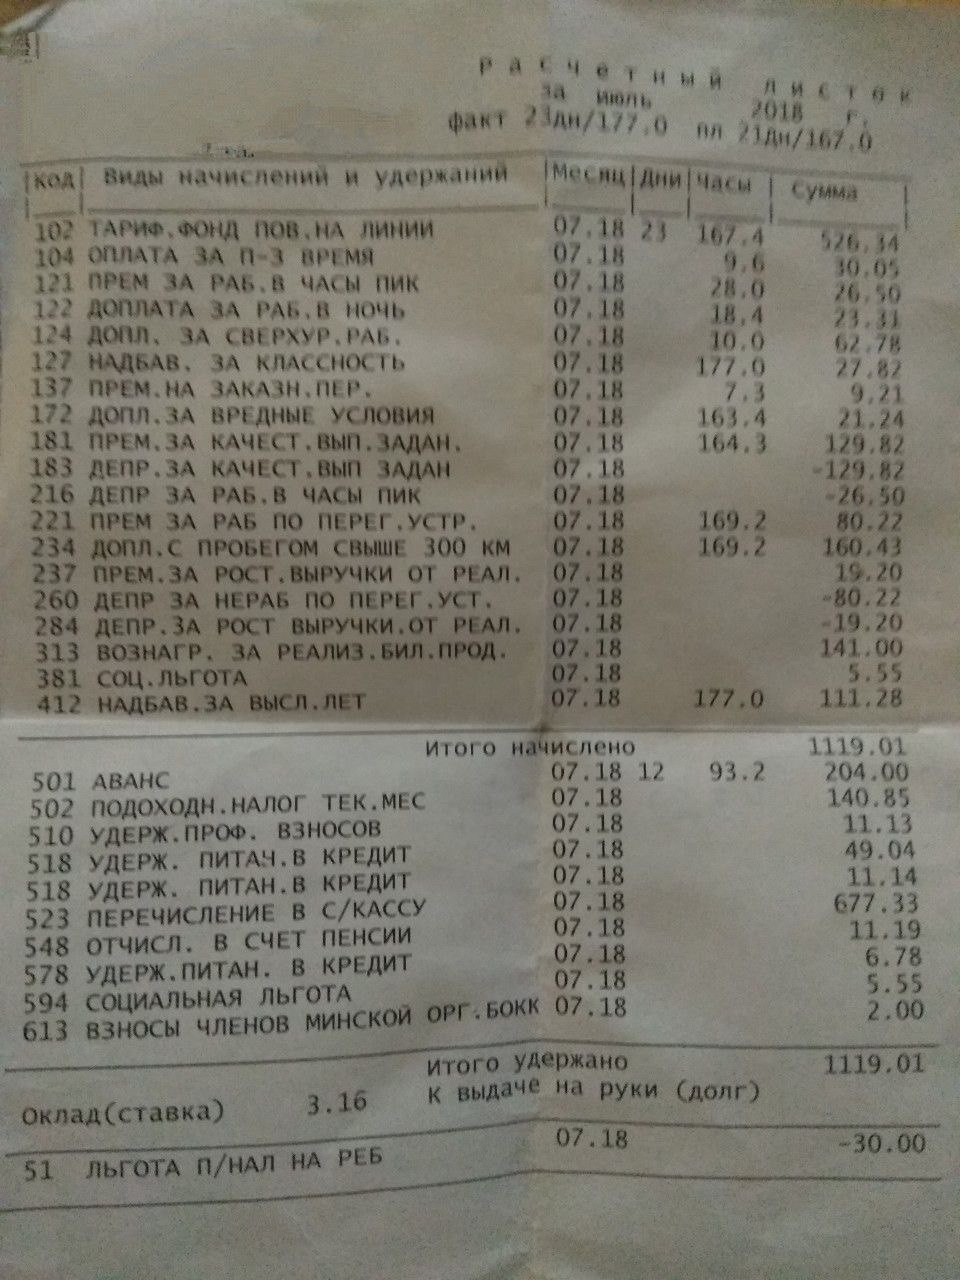 Расчетный листок
за июль 2018 г.
факт 23дн/177.0 пл 21дн/167.0
код Виды начислений и удержаний Месяц Дни Часы Сумма
102 ТАРИФ.ФОНД ПОВ.НА ЛИНИИ 07.18 23 167.4 526.34
104 ОПЛАТА ЗА П-З ВРЕМЯ 07.18 9.6 30.05
121 ПРЕМ ЗА РАБ.В ЧАСЫ ПИК 07.18 28.0 26.50
122 ДОПЛАТА ЗА РАБ.В НОЧЬ 07.18 18.4 23.31
124 ДОПЛ. ЗА СВЕРХУР.РАБ. 07.18 10.0 62.78
127 НАДБАВ. ЗА КЛАССНОСТЬ 07.18 177.0 27.82
137 ПРЕМ.НА ЗАКАЗН.ПЕР. 07.18 7.3 9.21
172 ДОПЛ.ЗА ВРЕДНЫЕ УСЛОВИЯ 07.18 163.4 21.24
181 ПРЕМ.ЗА КАЧЕСТ.ВЫП.ЗАДАН. 07.18 164.3 129.82
183 ДЕПР.ЗА КАЧЕСТ.ВЫП ЗАДАН 07.18 -129.82
216 ДЕПР ЗА РАБ.В ЧАСЫ ПИК 07.18 -26.50
221 ПРЕМ ЗА РАБ ПО ПЕРЕГ.УСТР. 07.18 169.2 80.22
234 ДОПЛ.С ПРОБЕГОМ СВЫШЕ 300 КМ 07.18 169.2 160.43
237 ПРЕМ.ЗА РОСТ.ВЫРУЧКИ ОТ РЕАЛ. 07.18 19.20
260 ДЕПР ЗА НЕРАБ ПО ПЕРЕГ.УСТ. 07.18 -80.22
284 ДЕПР.ЗА РОСТ ВЫРУЧКИ.ОТ РЕАЛ. 07.18 -19.20
313 ВОЗНАГР. ЗА РЕАЛИЗ.БИЛ.ПРОД. 07.18 141.00
381 СОЦ.ЛЬГОТА 07.18 5.55
412 НАДБАВ.ЗА ВЫСЛ.ЛЕТ 07.18 177.0 111.28
Итого начислено 1119.01
501 АВАНС 07.18 12 93.2 204.00
502 ПОДОХОДН.НАЛОГ ТЕК.МЕС 07.18 140.85
510 УДЕРЖ.ПРОФ. ВЗНОСОВ 07.18 11.13
518 УДЕРЖ. ПИТАЧ.В КРЕДИТ 07.18 49.04
518 УДЕРЖ. ПИТАН.В КРЕДИТ 07.18 11.14
523 ПЕРЕЧИСЛЕНИЕ В С/КАССУ 07.18 677.33
548 ОТЧИСЛ. В СЧЕТ ПЕНСИИ 07.18 11.19
578 УДЕРЖ.ПИТАН. В КРЕДИТ 07.18 6.78
594 СОЦИАЛЬНАЯ ЛЬГОТА 07.18 5.55
613 ВЗНОСЫ ЧЛЕНОВ МИНСКОЙ ОРГ.БОКК 07.18 2.00
Итого удержано 1119.01
Оклад(ставка) 3.16 К выдаче на руки (долг)
51 ЛЬГОТА П/НАЛ НА РЕБ 07.18 -30.00